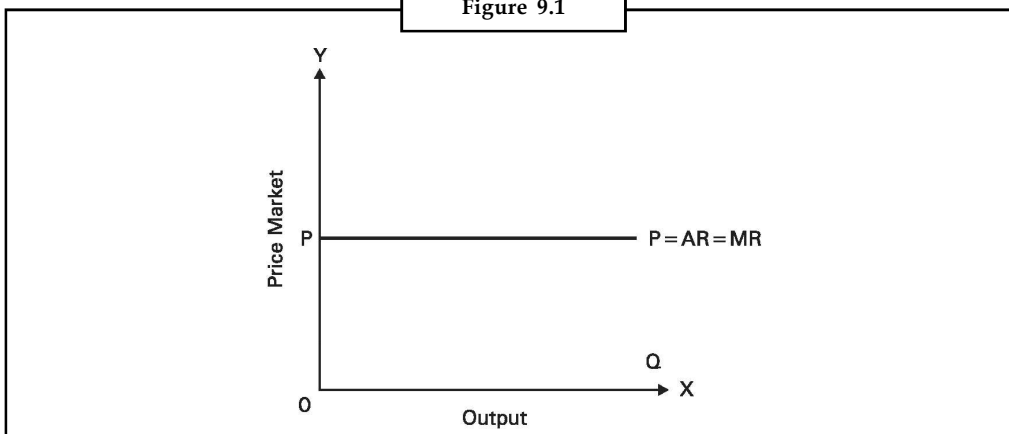 Figure 9.1
Y
Price Market
P
P = AR = MR
Q
X
0
Output